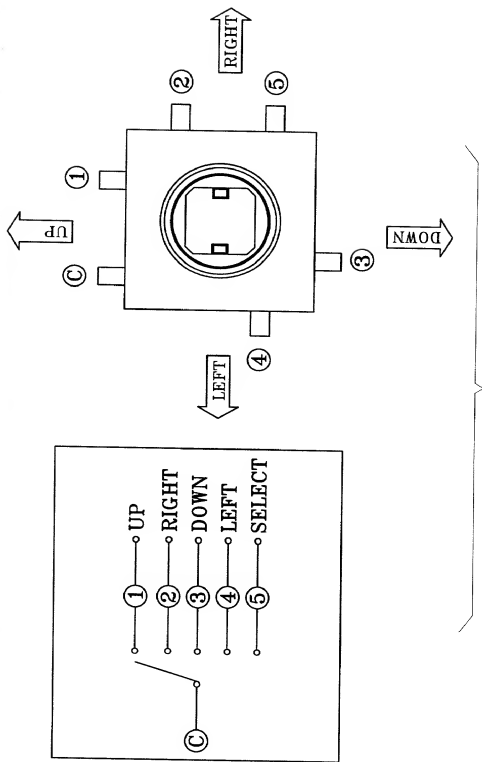 ① UP
② RIGHT
Ⓒ ③ DOWN
④ LEFT
⑤ SELECT
UP
Ⓒ ①
②
LEFT
RIGHT
④
⑤
③
DOWN